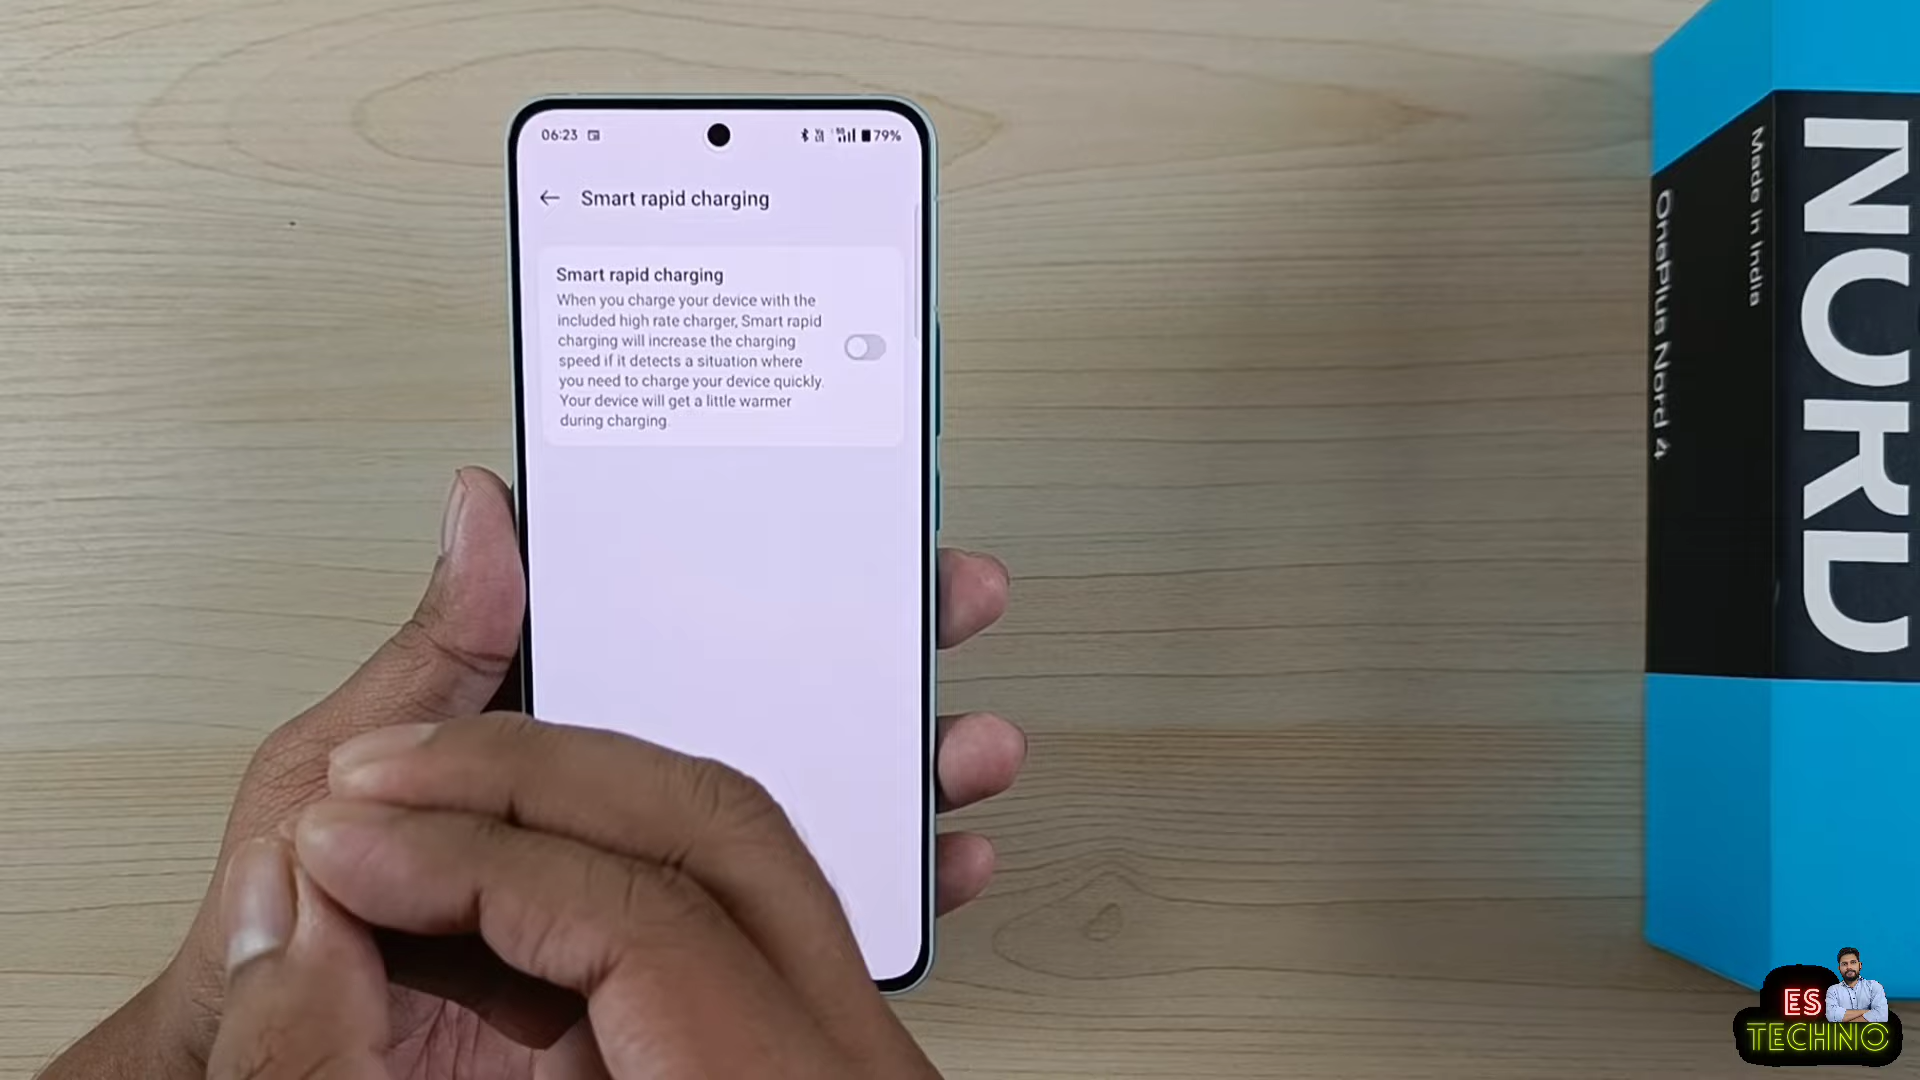 06:23
79%
Smart rapid charging
Smart rapid charging
When you charge your device with the
included high rate charger, Smart rapid
charging will increase the charging
speed if it detects a situation where
you need to charge your device quickly.
Your device will get a little warmer
during charging.
Made in India
OnePlus Nord 4
NORD
ES
TECHNO